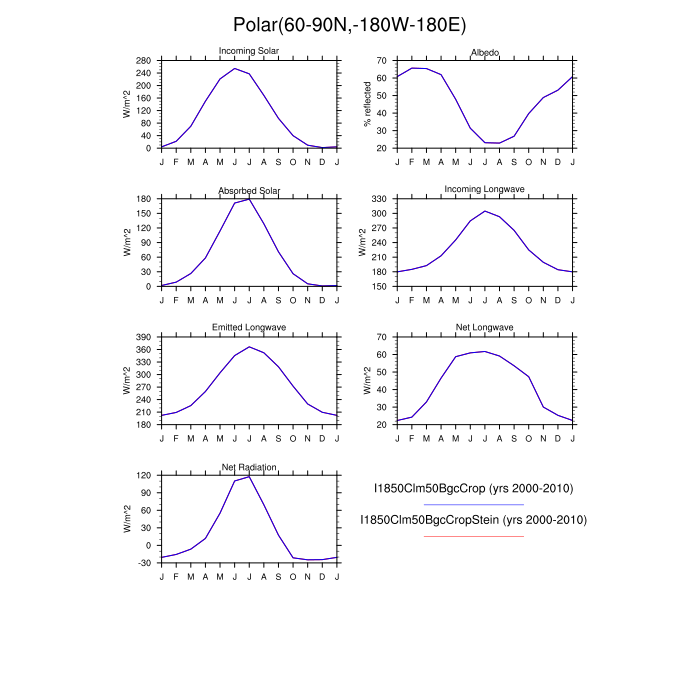 Polar(60-90N,-180W-180E)
Incoming Solar
W/m^2
280
240
200
160
120
80
40
0
J F M A M J J A S O N D J
Albedo
% reflected
70
60
50
40
30
20
J F M A M J J A S O N D J
Absorbed Solar
W/m^2
180
150
120
90
60
30
0
J F M A M J J A S O N D J
Incoming Longwave
W/m^2
330
300
270
240
210
180
150
J F M A M J J A S O N D J
Emitted Longwave
W/m^2
390
360
330
300
270
240
210
180
J F M A M J J A S O N D J
Net Longwave
W/m^2
70
60
50
40
30
20
J F M A M J J A S O N D J
Net Radiation
W/m^2
120
90
60
30
0
-30
J F M A M J J A S O N D J
I1850Clm50BgcCrop (yrs 2000-2010)
I1850Clm50BgcCropStein (yrs 2000-2010)